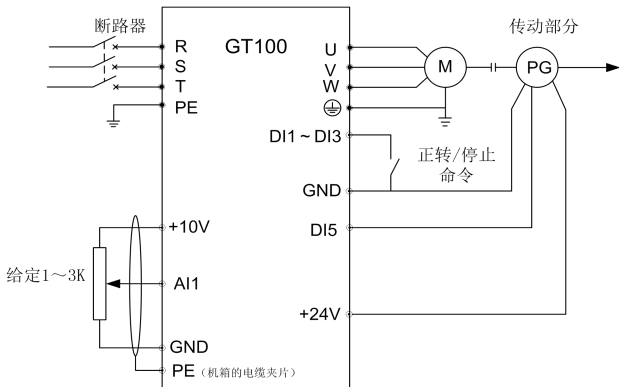 断路器
传动部分
R
GT100
U
S
V
M
PG
T
W
PE
DI1～DI3
正转/停止
命令
GND
+10V
DI5
给定1～3K
AI1
+24V
GND
PE（机箱的电缆夹片）